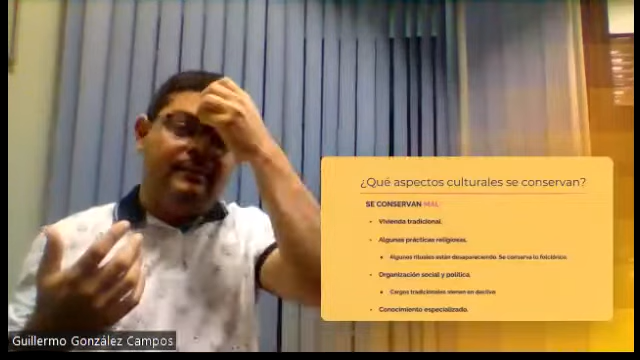 ¿Qué aspectos culturales se conservan?
SE CONSERVAN MAL
Vivienda tradicional.
Algunas prácticas religiosas.
Algunos rituales están desapareciendo. Se conserva lo folclórico.
Organización social y política.
Cargos tradicionales vienen en declive
Conocimiento especializado.
Guillermo González Campos